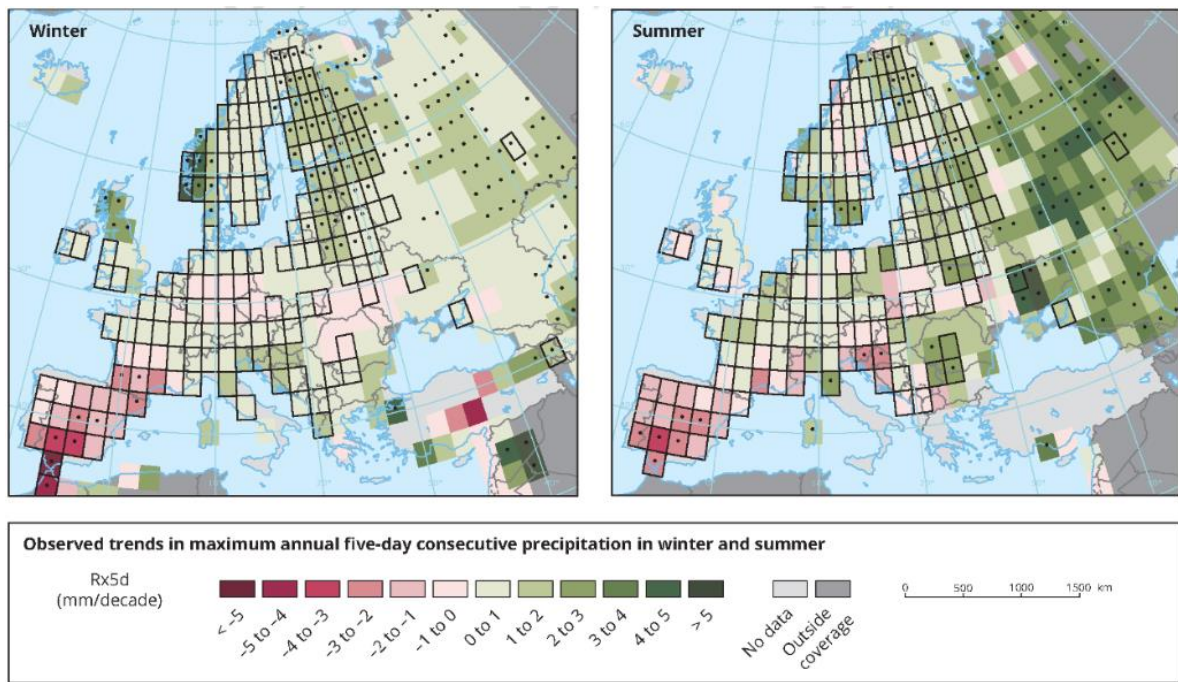 Winter
Summer
Observed trends in maximum annual five-day consecutive precipitation in winter and summer
Rx5d
(mm/decade)
< -5
-5 to -4
-4 to -3
-3 to -2
-2 to -1
-1 to 0
0 to 1
1 to 2
2 to 3
3 to 4
4 to 5
> 5
No data
Outside
coverage
0 500 1000 1500 km